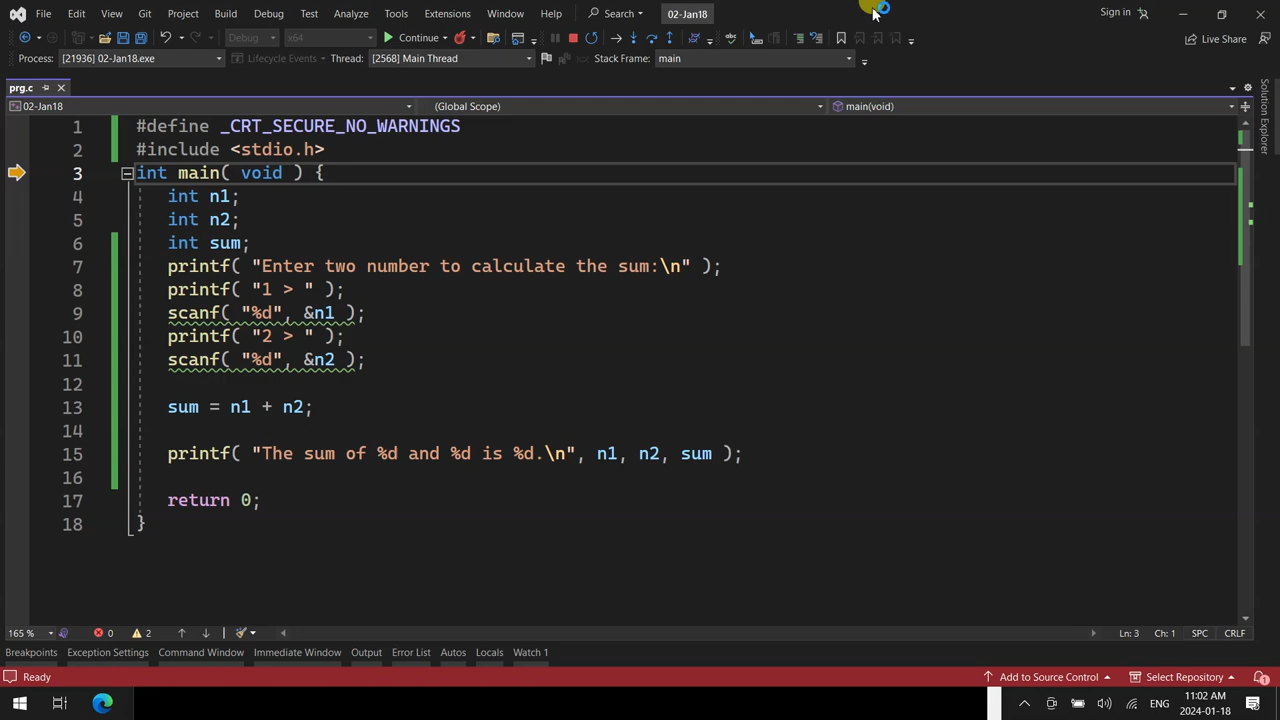 File Edit View Git Project Build Debug Test Analyze Tools Extensions Window Help Search 02-Jan18 Sign in
Debug x64 Continue Live Share
Process: [21936] 02-Jan18.exe Lifecycle Events Thread: [2568] Main Thread Stack Frame: main
prg.c
02-Jan18 (Global Scope) main(void)
Solution Explorer
1 #define _CRT_SECURE_NO_WARNINGS
2 #include <stdio.h>
3 int main( void ) {
4 int n1;
5 int n2;
6 int sum;
7 printf( "Enter two number to calculate the sum:\n" );
8 printf( "1 > " );
9 scanf( "%d", &n1 );
10 printf( "2 > " );
11 scanf( "%d", &n2 );
12
13 sum = n1 + n2;
14
15 printf( "The sum of %d and %d is %d.\n", n1, n2, sum );
16
17 return 0;
18 }
165 % 0 2 Ln: 3 Ch: 1 SPC CRLF
Breakpoints Exception Settings Command Window Immediate Window Output Error List Autos Locals Watch 1
Ready Add to Source Control Select Repository 1
ENG 11:02 AM
2024-01-18